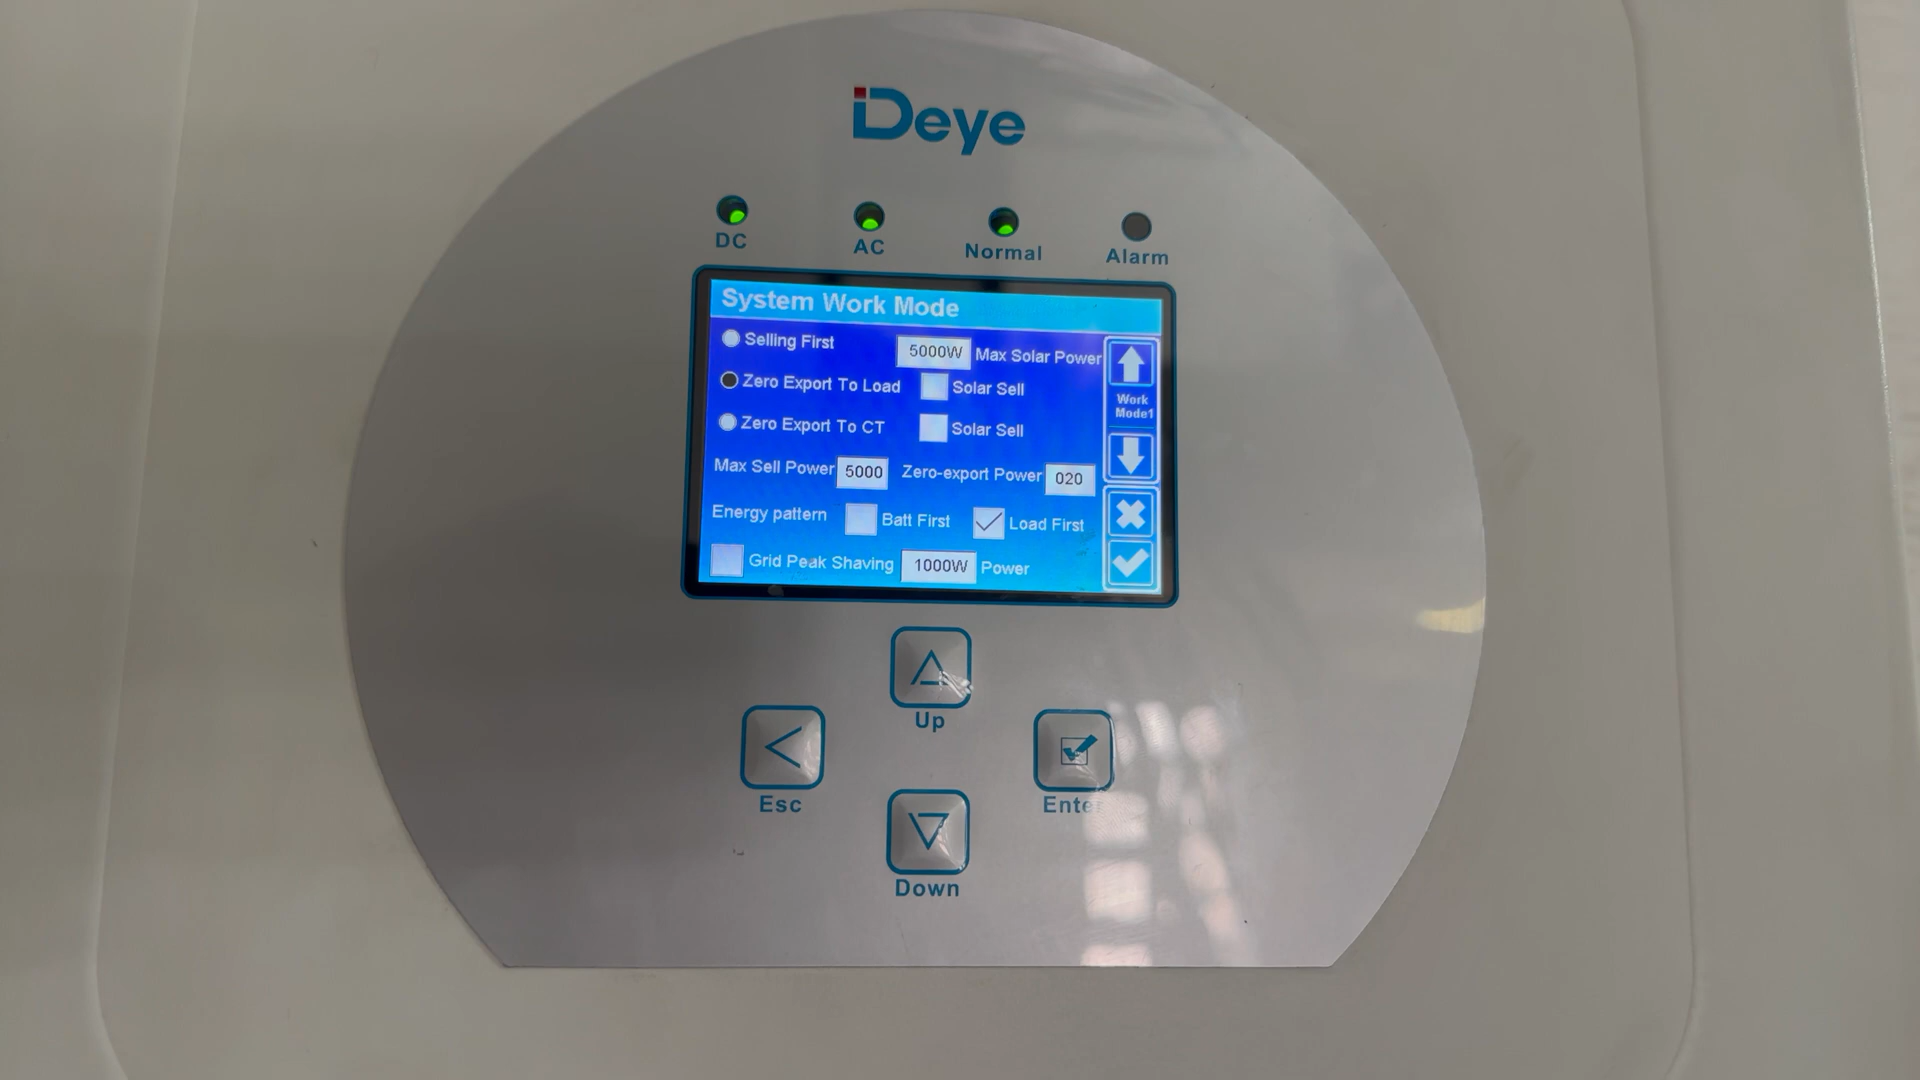 Deye
DC AC Normal Alarm
System Work Mode
Selling First 5000W Max Solar Power
Zero Export To Load Solar Sell
Work Mode1
Zero Export To CT Solar Sell
Max Sell Power 5000 Zero-export Power 020
Energy pattern Batt First Load First
Grid Peak Shaving 1000W Power
Up
Esc Enter
Down